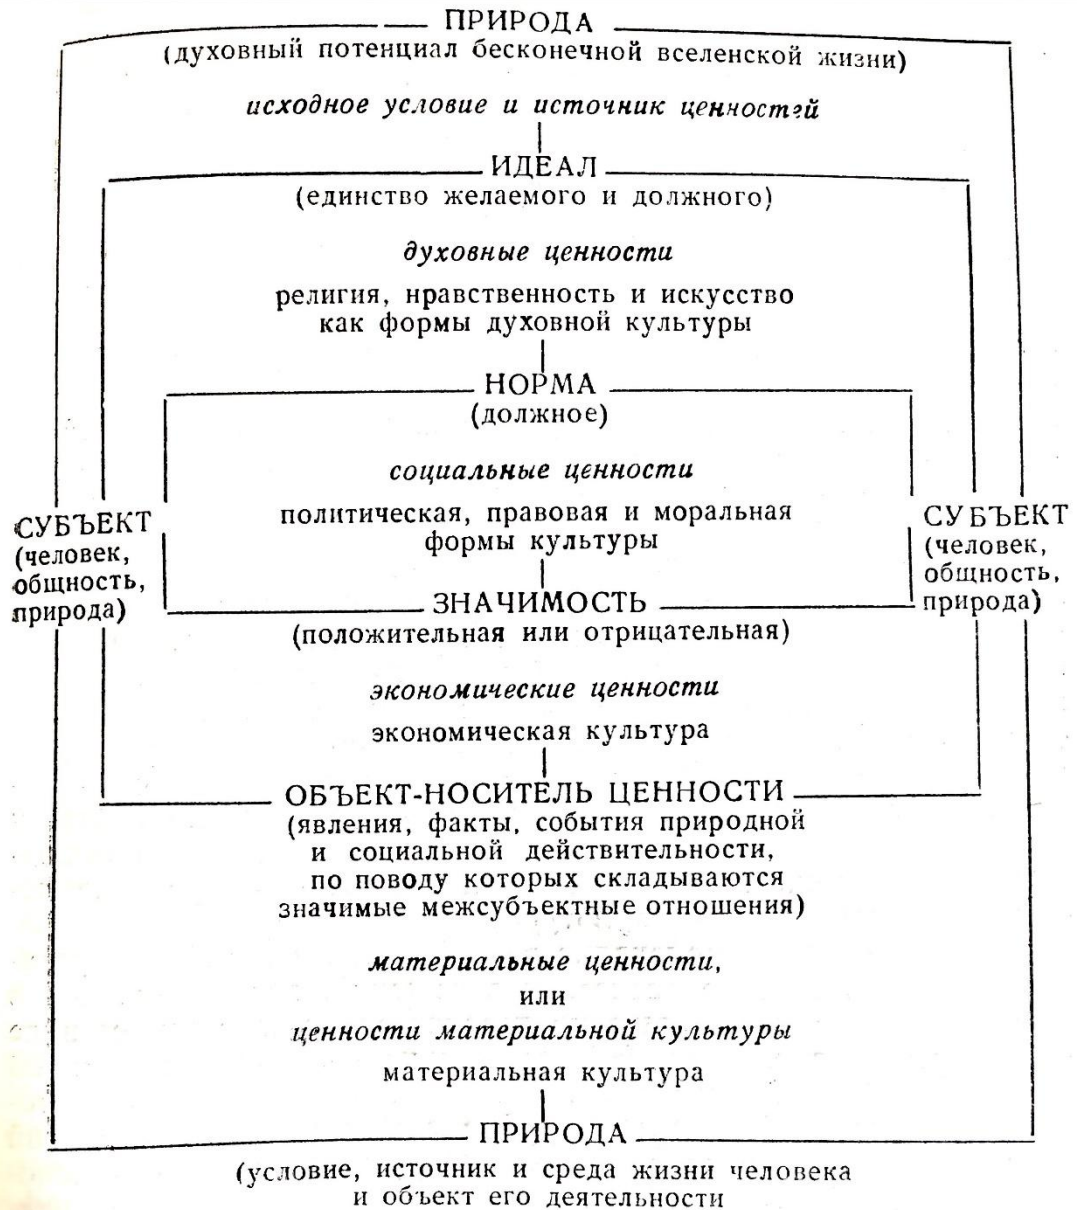 ПРИРОДА
(духовный потенциал бесконечной вселенской жизни)
исходное условие и источник ценностей
ИДЕАЛ
(единство желаемого и должного)
духовные ценности
религия, нравственность и искусство
как формы духовной культуры
НОРМА
(должное)
социальные ценности
политическая, правовая и моральная
формы культуры
СУБЪЕКТ
(человек,
общность,
природа)
СУБЪЕКТ
(человек,
общность,
природа)
ЗНАЧИМОСТЬ
(положительная или отрицательная)
экономические ценности
экономическая культура
ОБЪЕКТ-НОСИТЕЛЬ ЦЕННОСТИ
(явления, факты, события природной
и социальной действительности,
по поводу которых складываются
значимые межсубъектные отношения)
материальные ценности,
или
ценности материальной культуры
материальная культура
ПРИРОДА
(условие, источник и среда жизни человека
и объект его деятельности